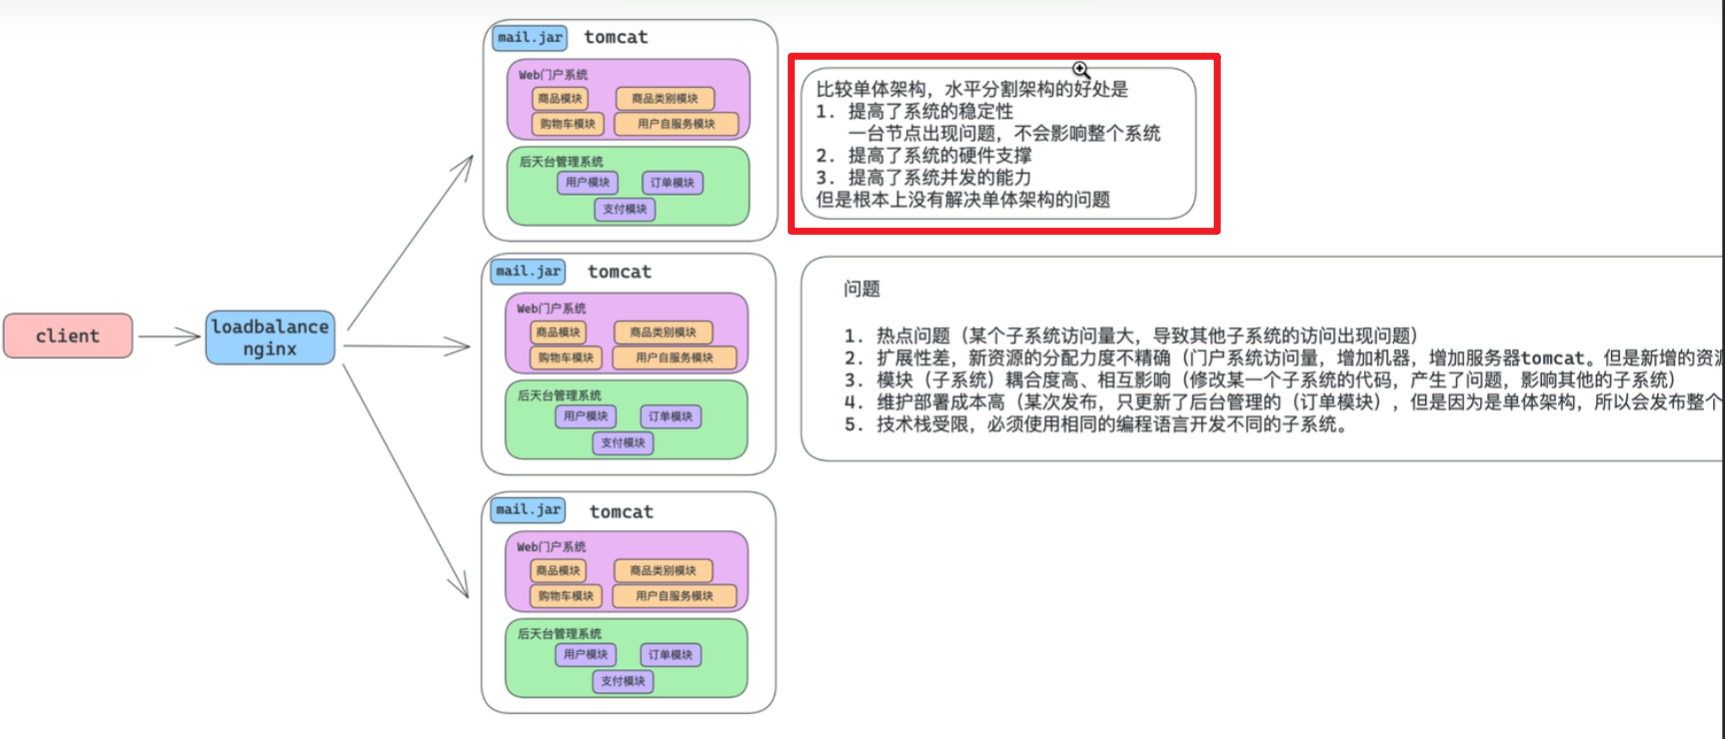 client
loadbalance
nginx
mail.jar tomcat
Web门户系统
商品模块 商品类别模块
购物车模块 用户自服务模块
后天台管理系统
用户模块 订单模块
支付模块
比较单体架构，水平分割架构的好处是
1. 提高了系统的稳定性
一台节点出现问题，不会影响整个系统
2. 提高了系统的硬件支撑
3. 提高了系统并发的能力
但是根本上没有解决单体架构的问题
mail.jar tomcat
Web门户系统
商品模块 商品类别模块
购物车模块 用户自服务模块
后天台管理系统
用户模块 订单模块
支付模块
问题
1. 热点问题（某个子系统访问量大，导致其他子系统的访问出现问题）
2. 扩展性差，新资源的分配力度不精确（门户系统访问量，增加机器，增加服务器tomcat。但是新增的资源
3. 模块（子系统）耦合度高、相互影响（修改某一个子系统的代码，产生了问题，影响其他的子系统）
4. 维护部署成本高（某次发布，只更新了后台管理的（订单模块），但是因为是单体架构，所以会发布整个
5. 技术栈受限，必须使用相同的编程语言开发不同的子系统。
mail.jar tomcat
Web门户系统
商品模块 商品类别模块
购物车模块 用户自服务模块
后天台管理系统
用户模块 订单模块
支付模块